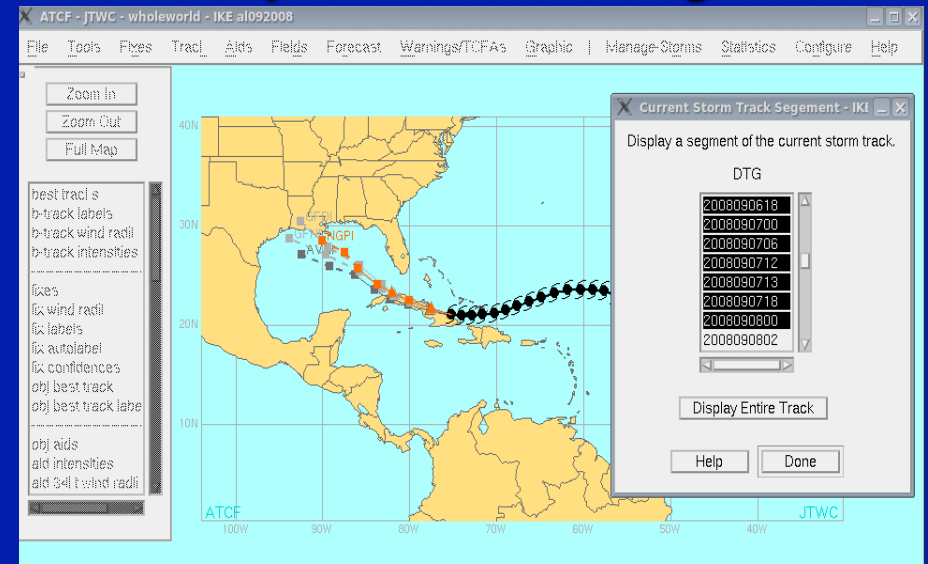 ATCF - JTWC - wholeworld - IKE al092008
File Tools Fixes Tracl Aids Fields Forecast Warnings/TCFAs Graphic | Manage-Storms Statistics Configure Help
Zoom In
Zoom Out
Full Map
best tracl s
b-track labels
b-track wind radii
b-track intensities
fixes
fix wind radii
fix labels
fix autolabel
fix confidences
obj best track
obj best track labe
obj aids
aid intensities
aid 34l t wind radii
40N
30N
20N
10N
NGPI
ATCF
JTWC
100W 90W 80W 70W 60W 50W 40W
Current Storm Track Segement - IKE
Display a segment of the current storm track.
DTG
2008090618
2008090700
2008090706
2008090712
2008090713
2008090718
2008090800
2008090802
Display Entire Track
Help Done